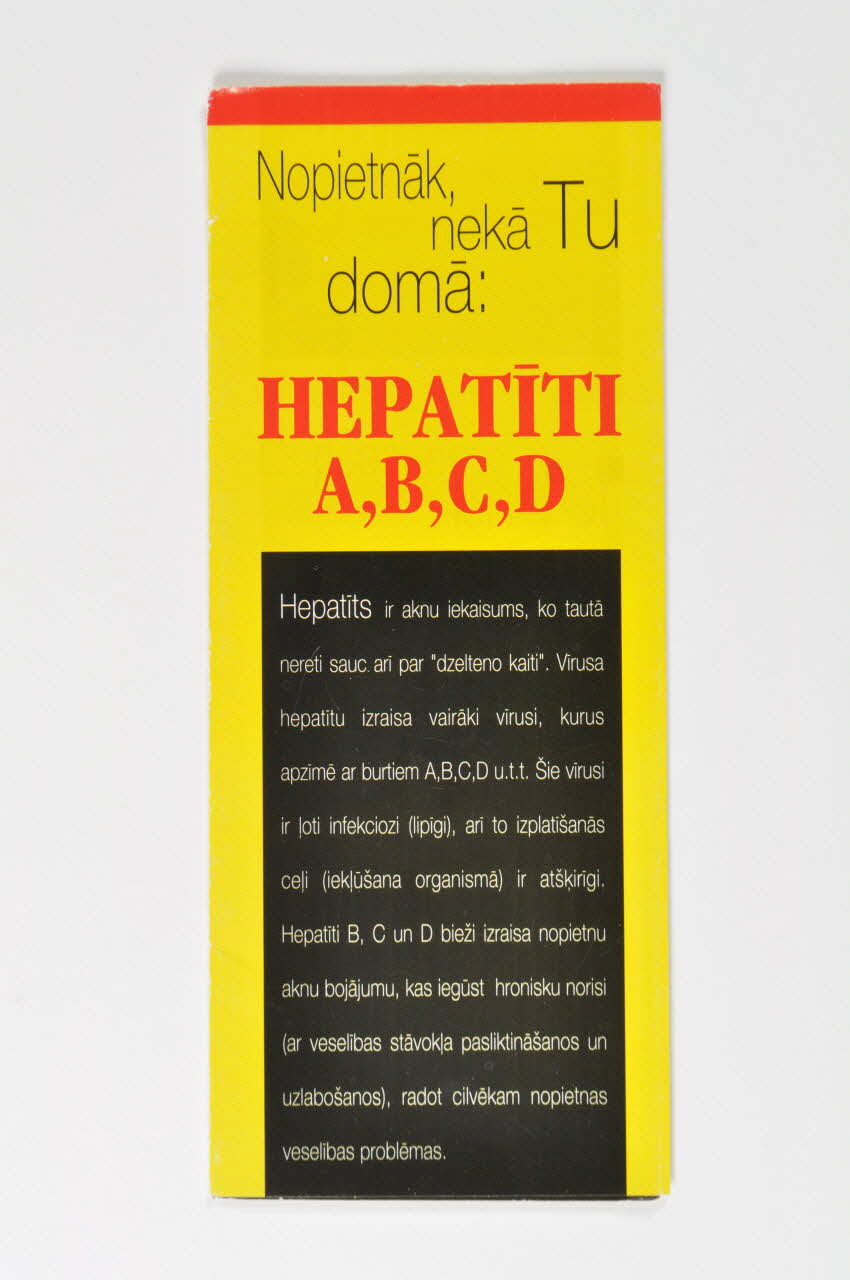 Nopietnāk,
nekā Tu
domā:
HEPATĪTI
A,B,C,D
Hepatīts ir aknu iekaisums, ko tautā
nereti sauc arī par "dzelteno kaiti". Vīrusa
hepatītu izraisa vairāki vīrusi, kurus
apzīmē ar burtiem A,B,C,D u.t.t. Šie vīrusi
ir ļoti infekciozi (lipīgi), arī to izplatīšanās
ceļi (iekļūšana organismā) ir atšķirīgi.
Hepatīti B, C un D bieži izraisa nopietnu
aknu bojājumu, kas iegūst hronisku norisi
(ar veselības stāvokļa pasliktināšanos un
uzlabošanos), radot cilvēkam nopietnas
veselības problēmas.